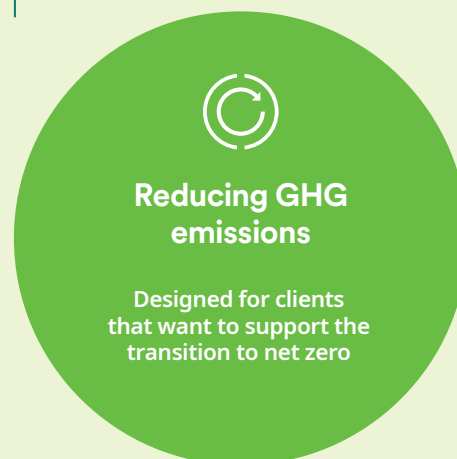 Reducing GHG
emissions
Designed for clients
that want to support the
transition to net zero